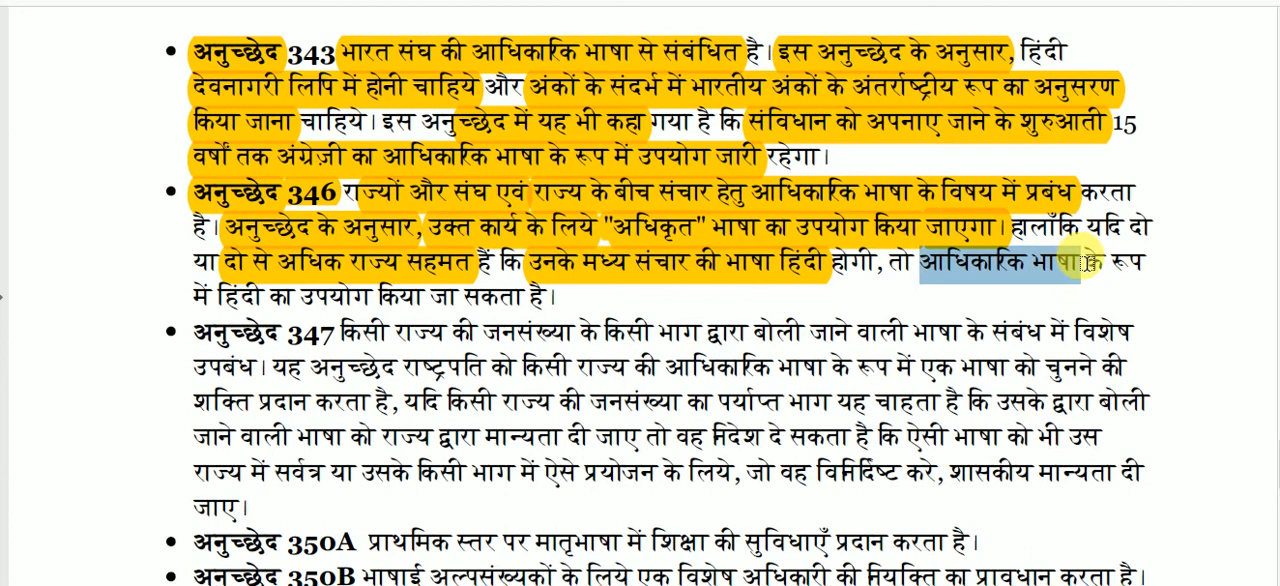 • अनुच्छेद 343 भारत संघ की आधिकारिक भाषा से संबंधित है। इस अनुच्छेद के अनुसार, हिंदी
देवनागरी लिपि में होनी चाहिये और अंकों के संदर्भ में भारतीय अंकों के अंतर्राष्ट्रीय रूप का अनुसरण
किया जाना चाहिये। इस अनुच्छेद में यह भी कहा गया है कि संविधान को अपनाए जाने के शुरुआती 15
वर्षों तक अंग्रेज़ी का आधिकारिक भाषा के रूप में उपयोग जारी रहेगा।
• अनुच्छेद 346 राज्यों और संघ एवं राज्य के बीच संचार हेतु आधिकारिक भाषा के विषय में प्रबंध करता
है। अनुच्छेद के अनुसार, उक्त कार्य के लिये "अधिकृत" भाषा का उपयोग किया जाएगा। हालाँकि यदि दो
या दो से अधिक राज्य सहमत हैं कि उनके मध्य संचार की भाषा हिंदी होगी, तो आधिकारिक भाषा के रूप
में हिंदी का उपयोग किया जा सकता है।
• अनुच्छेद 347 किसी राज्य की जनसंख्या के किसी भाग द्वारा बोली जाने वाली भाषा के संबंध में विशेष
उपबंध। यह अनुच्छेद राष्ट्रपति को किसी राज्य की आधिकारिक भाषा के रूप में एक भाषा को चुनने की
शक्ति प्रदान करता है, यदि किसी राज्य की जनसंख्या का पर्याप्त भाग यह चाहता है कि उसके द्वारा बोली
जाने वाली भाषा को राज्य द्वारा मान्यता दी जाए तो वह निदेश दे सकता है कि ऐसी भाषा को भी उस
राज्य में सर्वत्र या उसके किसी भाग में ऐसे प्रयोजन के लिये, जो वह विनिर्दिष्ट करे, शासकीय मान्यता दी
जाए।
• अनुच्छेद 350A प्राथमिक स्तर पर मातृभाषा में शिक्षा की सुविधाएँ प्रदान करता है।
• अनुच्छेद 350B भाषाई अल्पसंख्यकों के लिये एक विशेष अधिकारी की नियुक्ति का प्रावधान करता है।